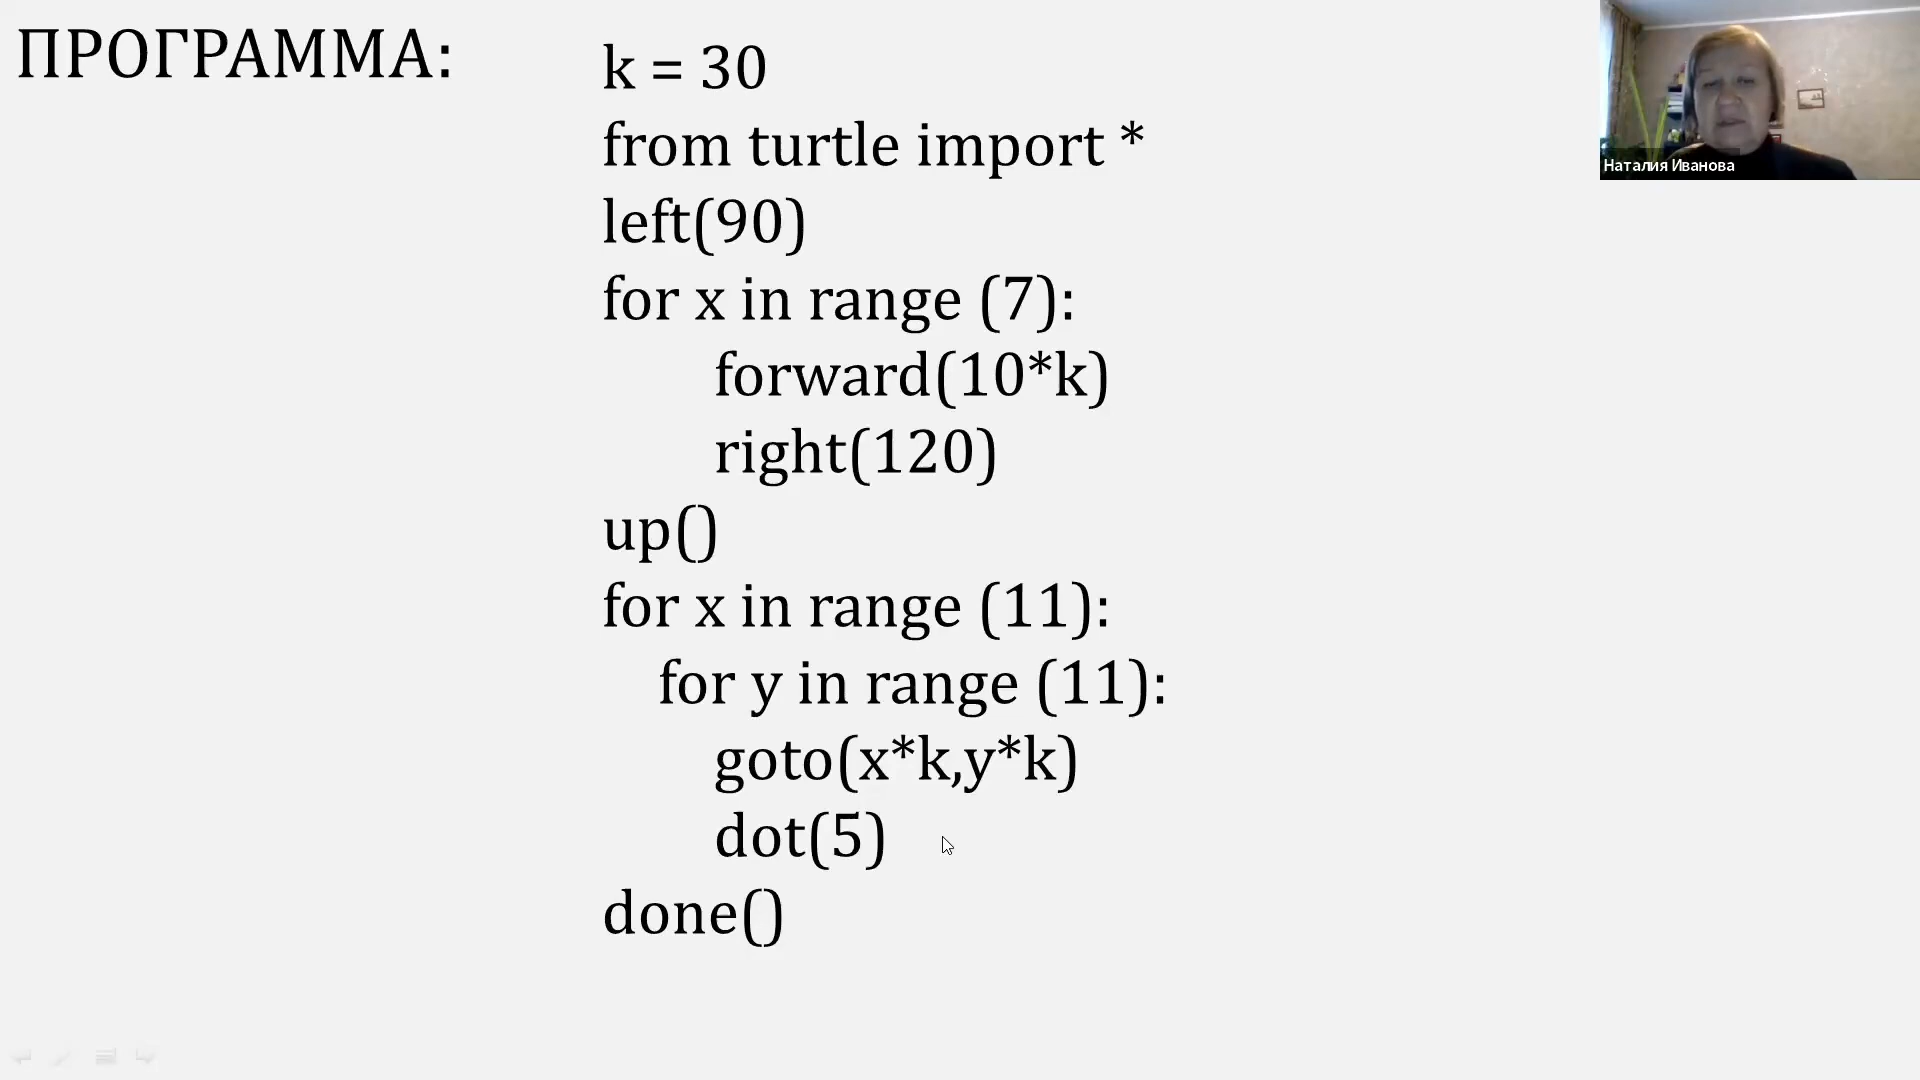 ПРОГРАММА:
k = 30
from turtle import *
left(90)
for x in range (7):
forward(10*k)
right(120)
up()
for x in range (11):
for y in range (11):
goto(x*k,y*k)
dot(5)
done()
Наталия Иванова